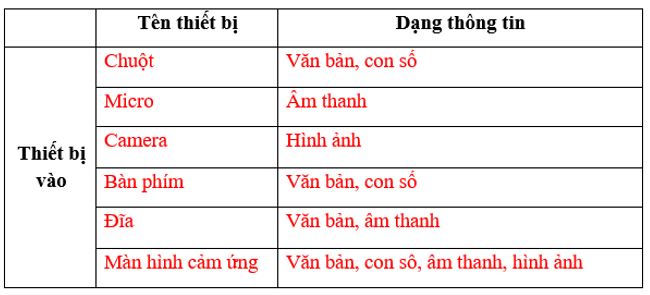 Tên thiết bị Dạng thông tin
Thiết bị vào
Chuột Văn bản, con số
Micro Âm thanh
Camera Hình ảnh
Bàn phím Văn bản, con số
Đĩa Văn bản, âm thanh
Màn hình cảm ứng Văn bản, con sô, âm thanh, hình ảnh